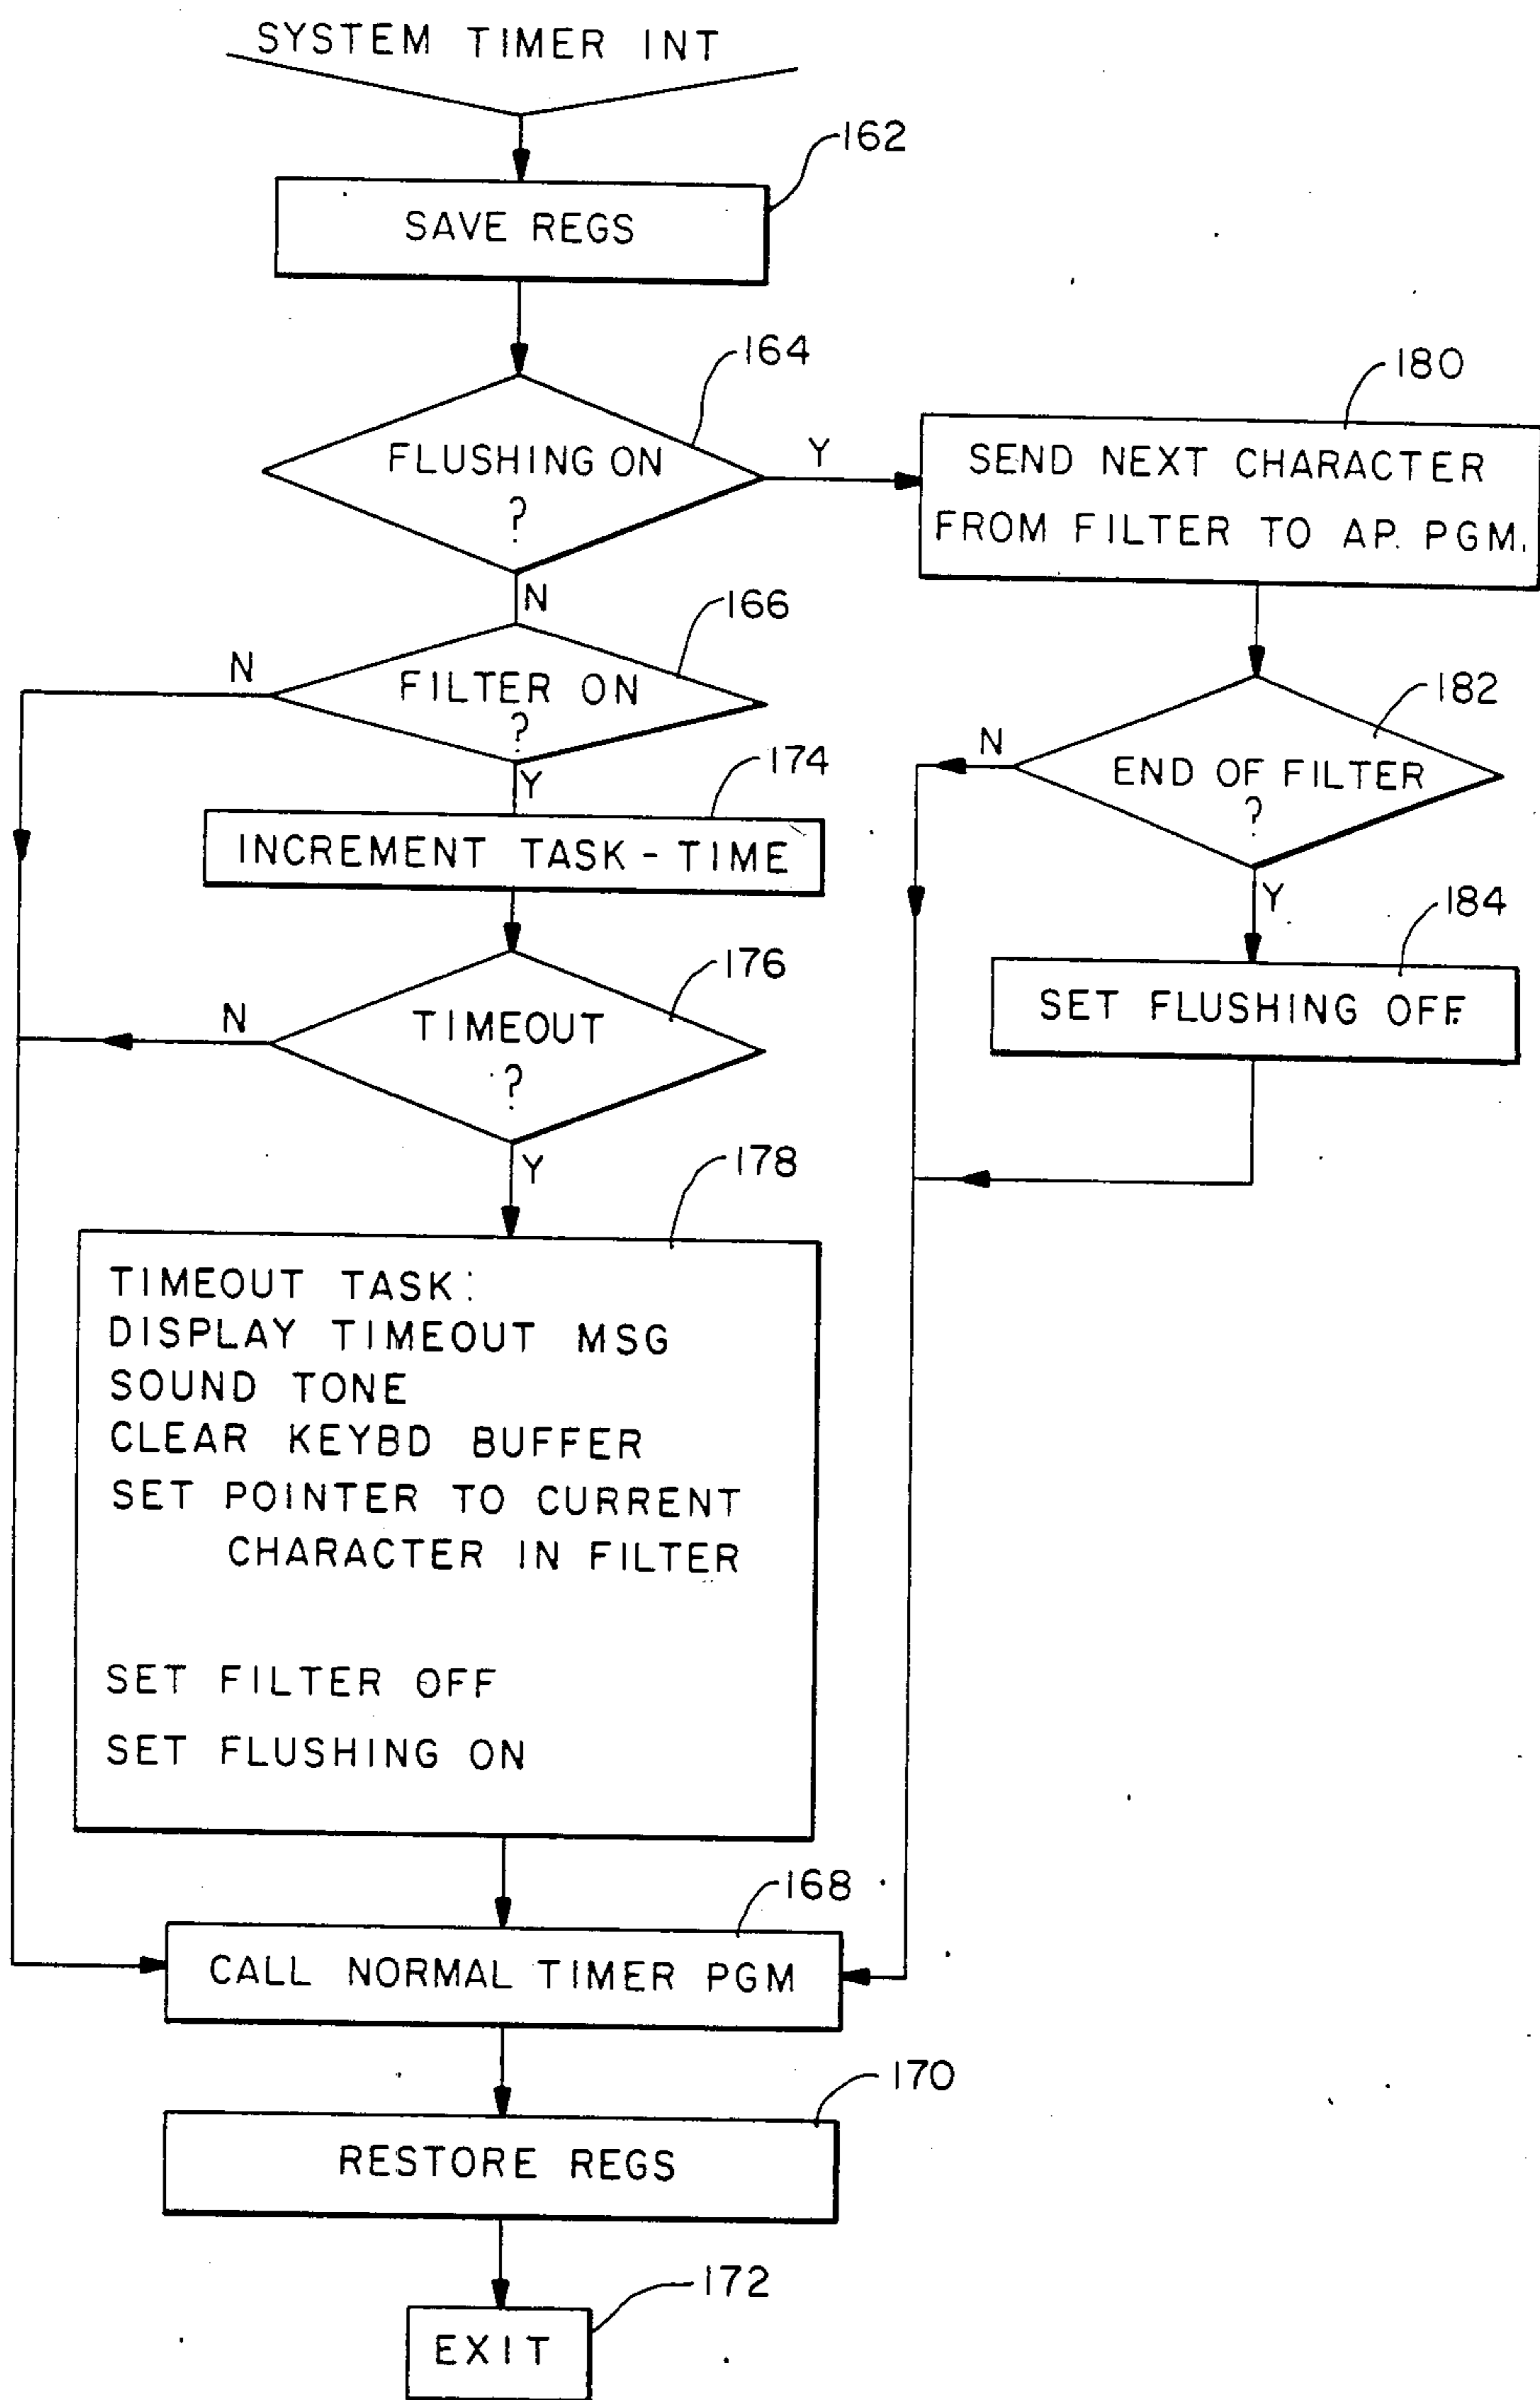 SYSTEM TIMER INT
162
SAVE REGS
164
FLUSHING ON
?
Y
N
180
SEND NEXT CHARACTER
FROM FILTER TO AP. PGM.
166
N
FILTER ON
?
Y
182
N
END OF FILTER
?
Y
174
INCREMENT TASK - TIME
184
SET FLUSHING OFF.
176
N
TIMEOUT
?
Y
178
TIMEOUT TASK:
DISPLAY TIMEOUT MSG
SOUND TONE
CLEAR KEYBD BUFFER
SET POINTER TO CURRENT
CHARACTER IN FILTER
SET FILTER OFF
SET FLUSHING ON
168
CALL NORMAL TIMER PGM
170
RESTORE REGS
172
EXIT